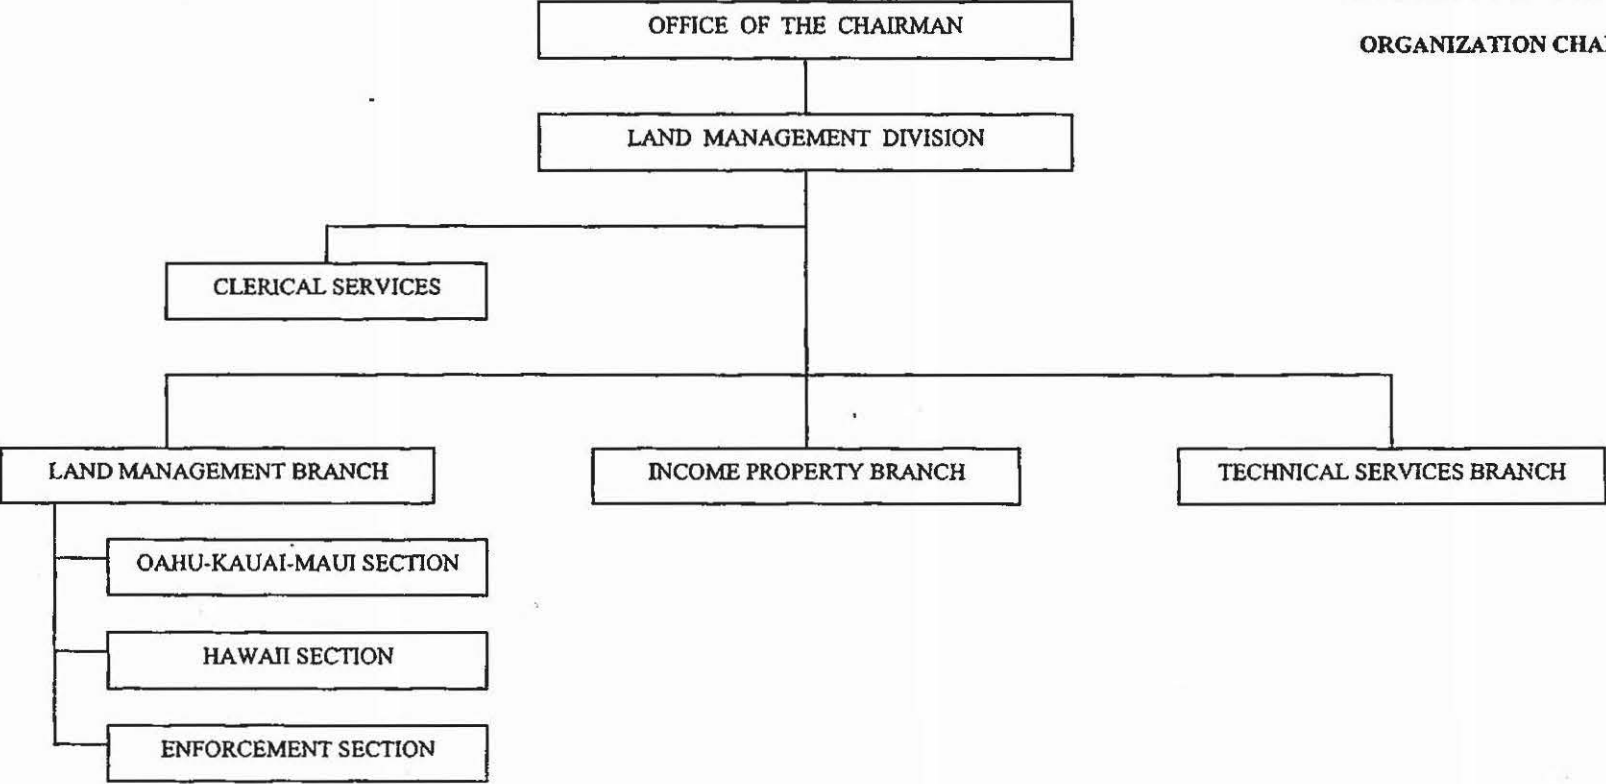 OFFICE OF THE CHAIRMAN
ORGANIZATION
LAND MANAGEMENT DIVISION
CLERICAL SERVICES
LAND MANAGEMENT BRANCH
INCOME PROPERTY BRANCH
TECHNICAL SERVICES BRANCH
OAHU-KAUAI-MAUI SECTION
HAWAII SECTION
ENFORCEMENT SECTION